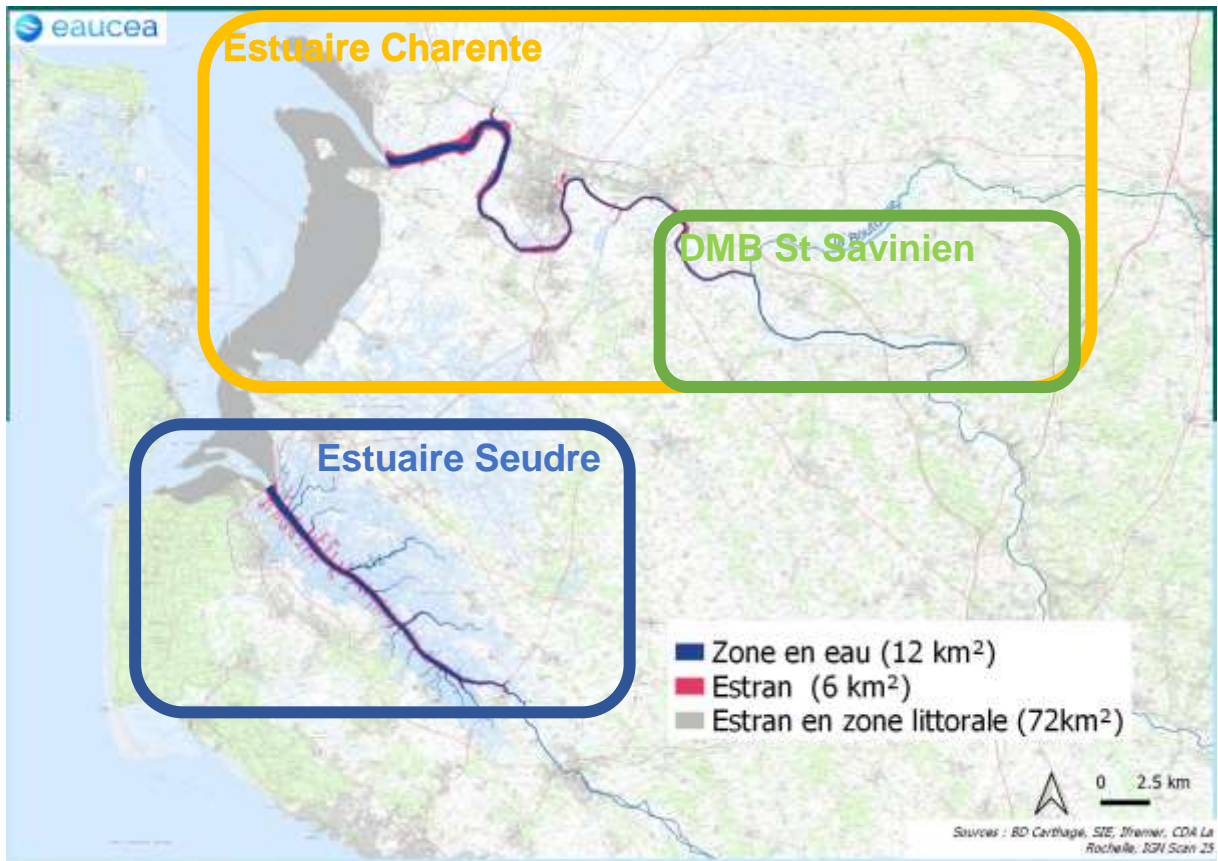 eaucea
Estuaire Charente
DMB St Savinien
Estuaire Seudre
Zone en eau (12 km²)
Estran (6 km²)
Estran en zone littorale (72km²)
0 2.5 km
Sources : BD Carthage, SIE, Ifremer, CDA La
Rochelle, IGN Scan 25